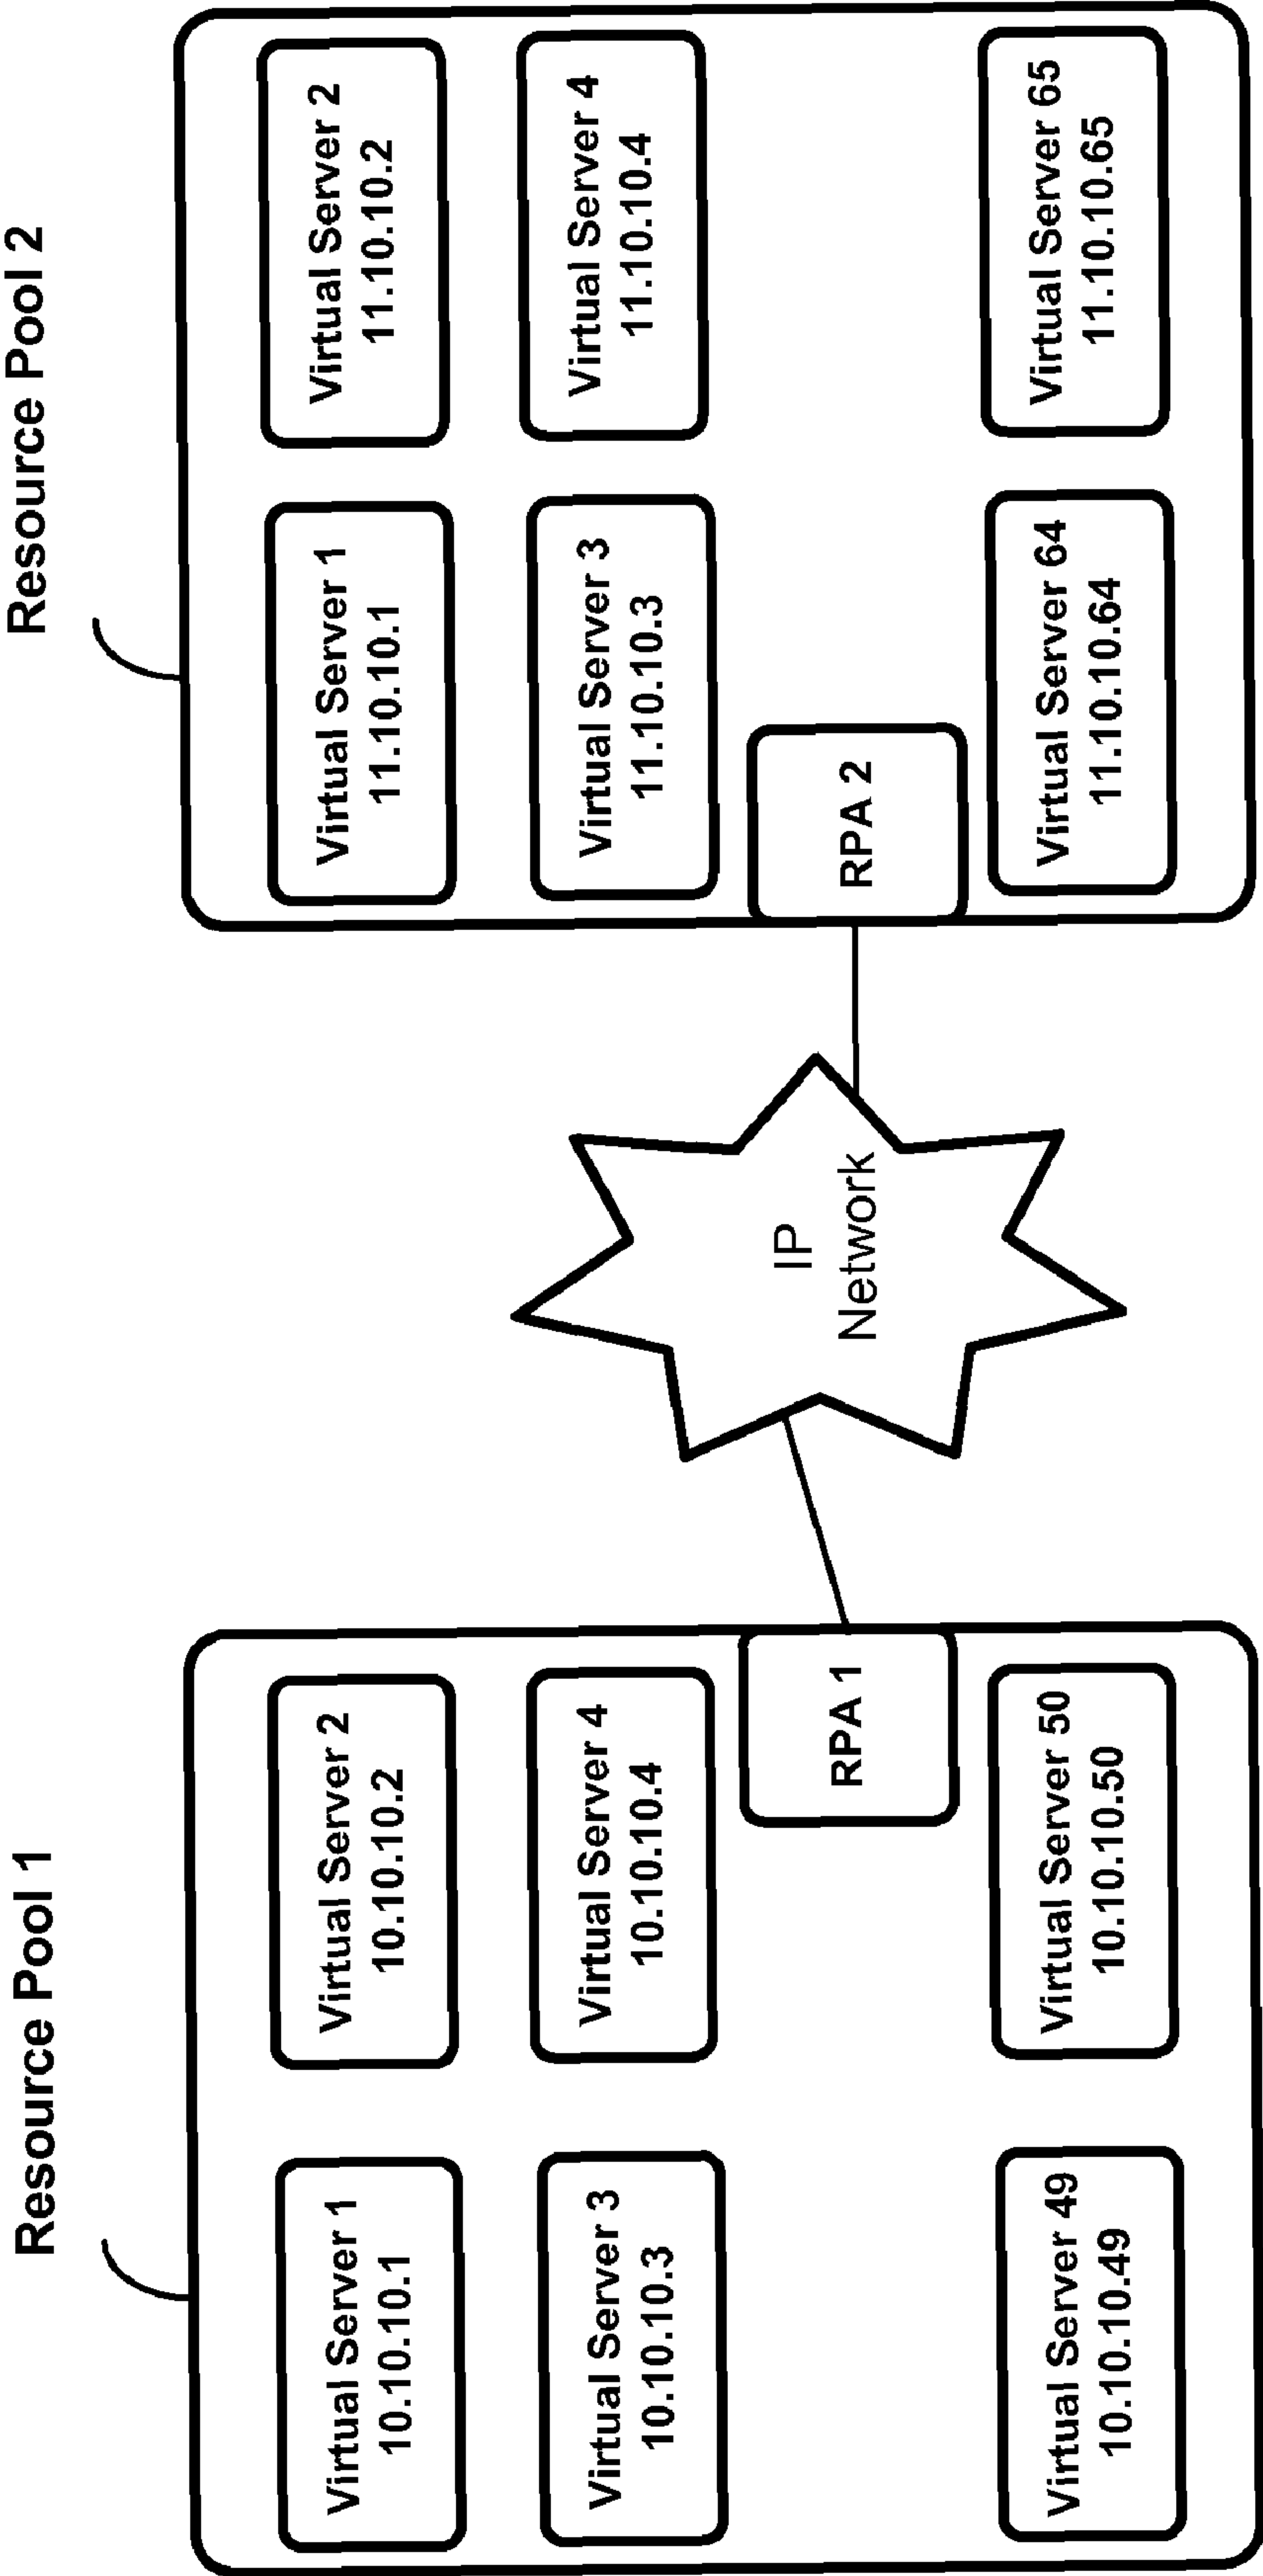 Resource Pool 1
Virtual Server 1
10.10.10.1
Virtual Server 2
10.10.10.2
Virtual Server 3
10.10.10.3
Virtual Server 4
10.10.10.4
RPA 1
Virtual Server 49
10.10.10.49
Virtual Server 50
10.10.10.50
IP
Network
Resource Pool 2
Virtual Server 1
11.10.10.1
Virtual Server 2
11.10.10.2
Virtual Server 3
11.10.10.3
Virtual Server 4
11.10.10.4
RPA 2
Virtual Server 64
11.10.10.64
Virtual Server 65
11.10.10.65